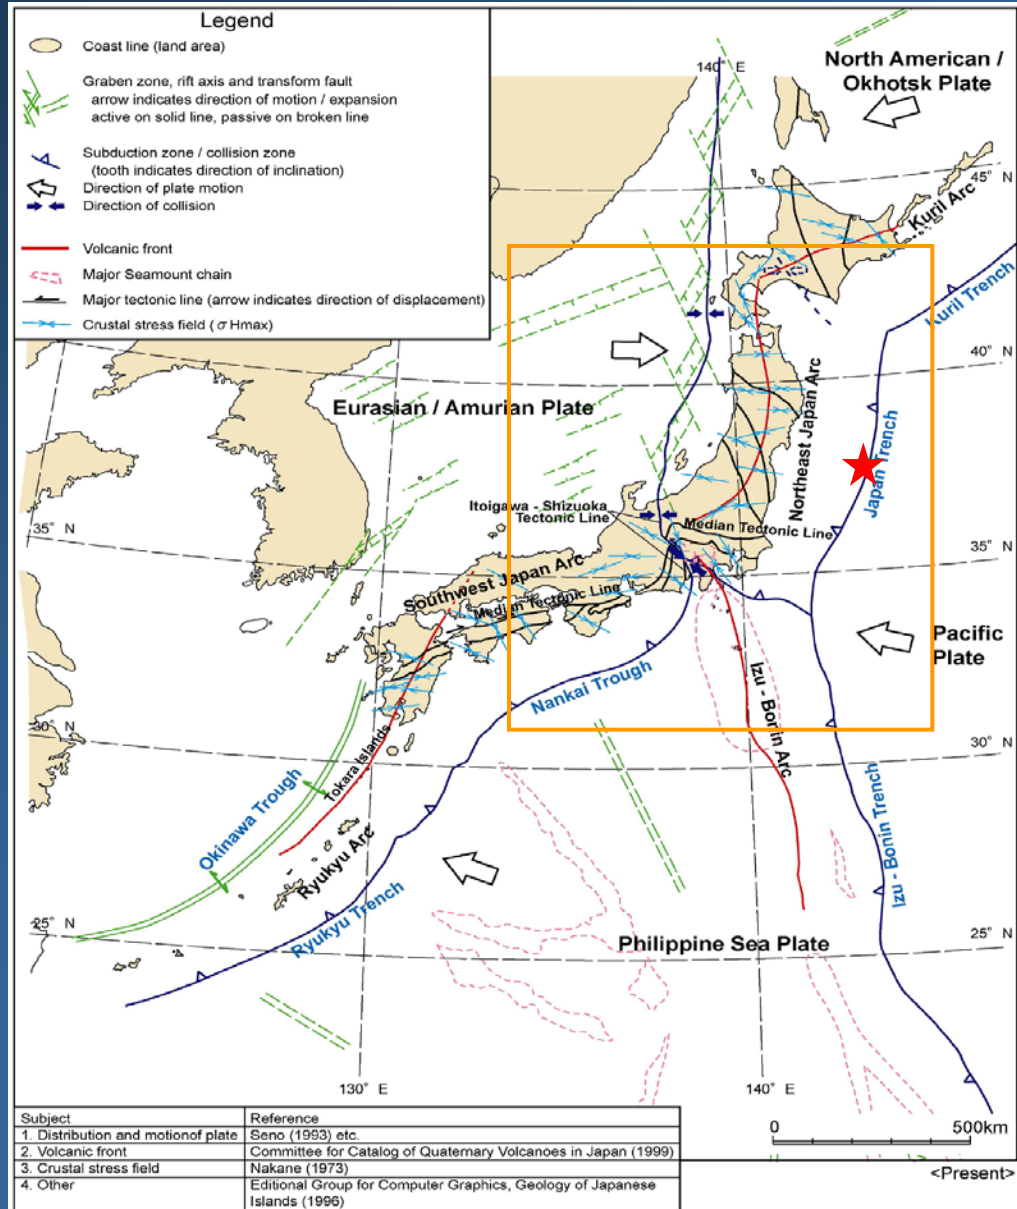 Legend
Coast line (land area)
Graben zone, rift axis and transform fault
arrow indicates direction of motion / expansion
active on solid line, passive on broken line
Subduction zone / collision zone
(tooth indicates direction of inclination)
Direction of plate motion
Direction of collision
Volcanic front
Major Seamount chain
Major tectonic line (arrow indicates direction of displacement)
Crustal stress field (σ Hmax)
140° E
North American /
Okhotsk Plate
45° N
Kuril Arc
Kuril Trench
40° N
Eurasian / Amurian Plate
Northeast Japan Arc
Japan Trench
Itoigawa - Shizuoka
Tectonic Line
Median Tectonic Line
35° N
35° N
Southwest Japan Arc
Median Tectonic Line
Pacific
Plate
Nankai Trough
Izu - Bonin Arc
30° N
30° N
Tokara Islands
Okinawa Trough
Izu - Bonin Trench
Ryukyu Arc
Ryukyu Trench
25° N
25° N
Philippine Sea Plate
130° E
140° E
Subject Reference
1. Distribution and motionof plate Seno (1993) etc.
2. Volcanic front Committee for Catalog of Quaternary Volcanoes in Japan (1999)
3. Crustal stress field Nakane (1973)
4. Other Editional Group for Computer Graphics, Geology of Japanese
Islands (1996)
0 500km
<Present>